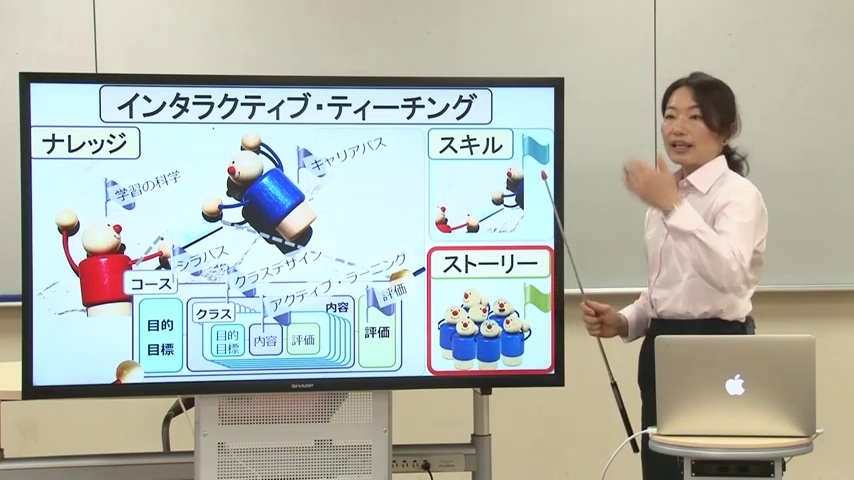 インタラクティブ・ティーチング
ナレッジ
スキル
キャリアパス
学習の科学
シラバス
クラスデザイン
アクティブ・ラーニング
評価
ストーリー
コース
目的
目標
クラス
内容
目的
目標
内容
評価
評価
SHARP